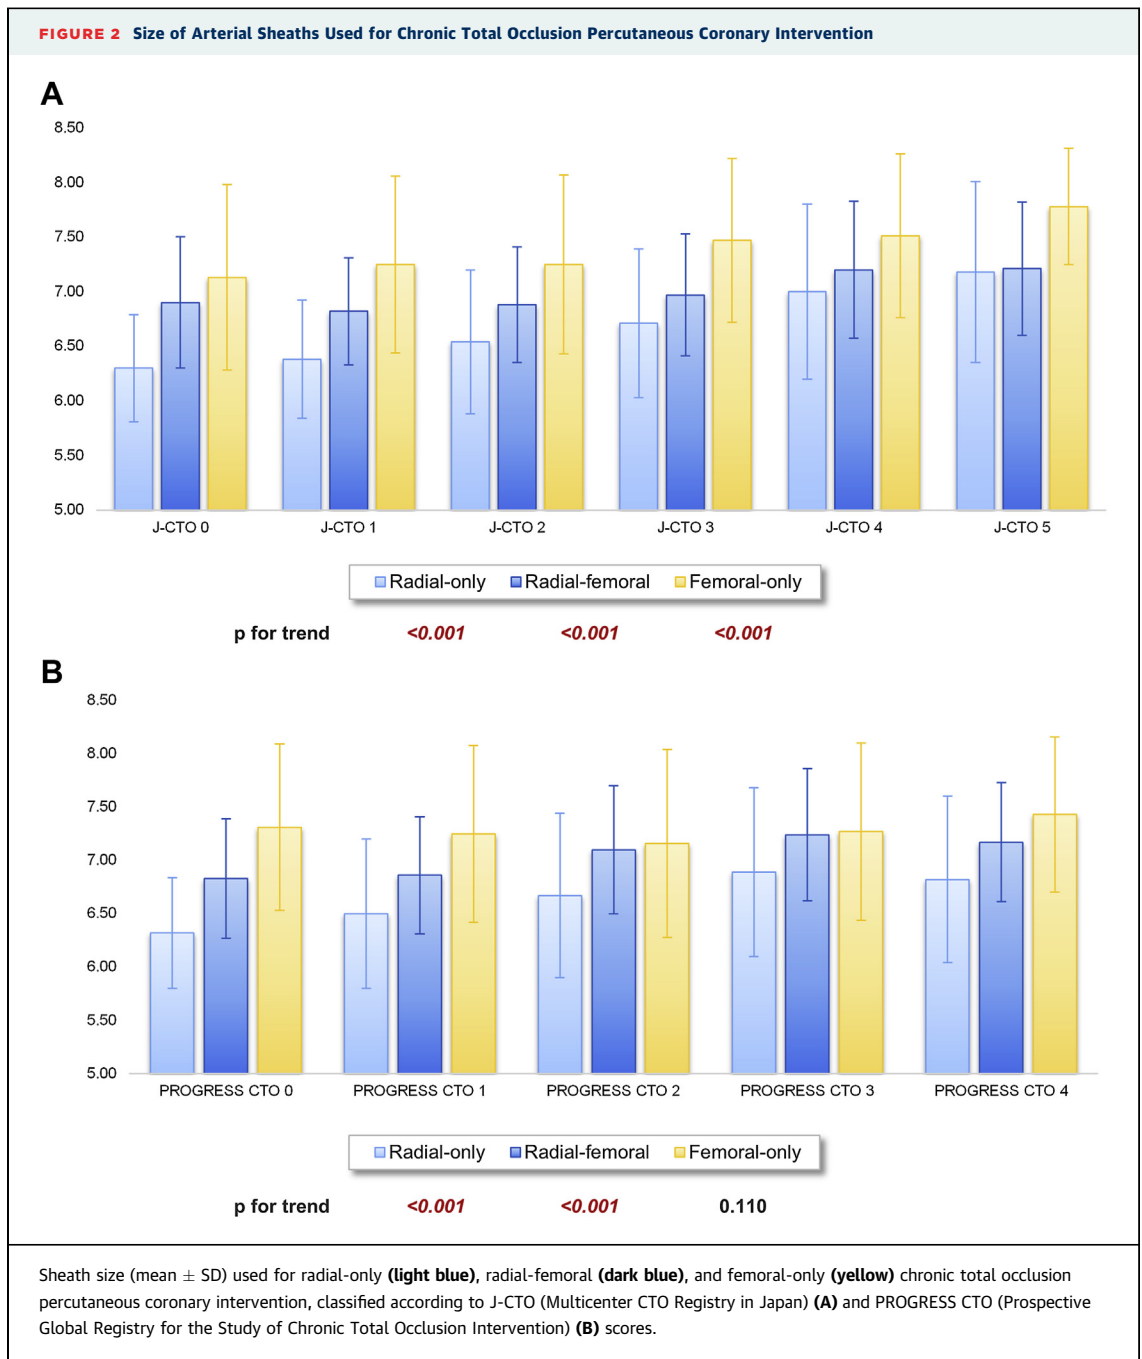 FIGURE 2 Size of Arterial Sheaths Used for Chronic Total Occlusion Percutaneous Coronary Intervention
A
8.50
8.00
7.50
7.00
6.50
6.00
5.50
5.00
J-CTO 0 J-CTO 1 J-CTO 2 J-CTO 3 J-CTO 4 J-CTO 5
Radial-only Radial-femoral Femoral-only
p for trend <0.001 <0.001 <0.001
B
8.50
8.00
7.50
7.00
6.50
6.00
5.50
5.00
PROGRESS CTO 0 PROGRESS CTO 1 PROGRESS CTO 2 PROGRESS CTO 3 PROGRESS CTO 4
Radial-only Radial-femoral Femoral-only
p for trend <0.001 <0.001 0.110
Sheath size (mean ± SD) used for radial-only (light blue), radial-femoral (dark blue), and femoral-only (yellow) chronic total occlusion
percutaneous coronary intervention, classified according to J-CTO (Multicenter CTO Registry in Japan) (A) and PROGRESS CTO (Prospective
Global Registry for the Study of Chronic Total Occlusion Intervention) (B) scores.